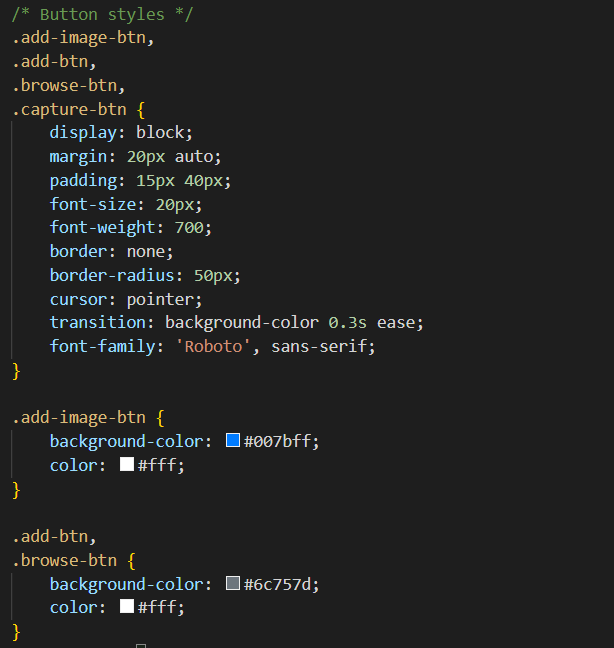 /* Button styles */
.add-image-btn,
.add-btn,
.browse-btn,
.capture-btn {
    display: block;
    margin: 20px auto;
    padding: 15px 40px;
    font-size: 20px;
    font-weight: 700;
    border: none;
    border-radius: 50px;
    cursor: pointer;
    transition: background-color 0.3s ease;
    font-family: 'Roboto', sans-serif;
}

.add-image-btn {
    background-color: #007bff;
    color: #fff;
}

.add-btn,
.browse-btn {
    background-color: #6c757d;
    color: #fff;
}